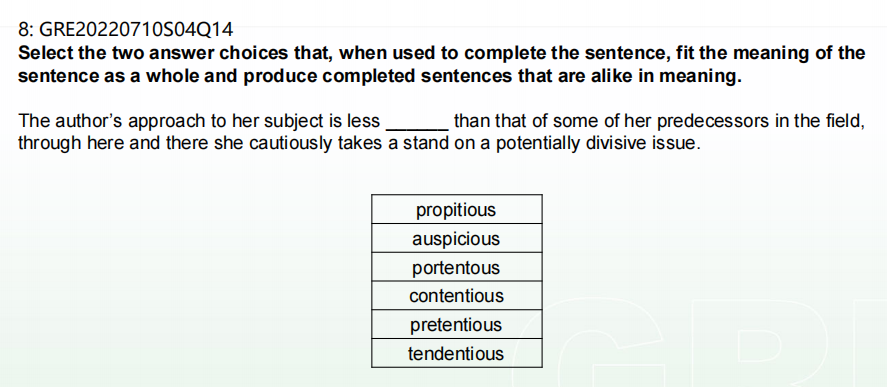 8: GRE20220710S04Q14
Select the two answer choices that, when used to complete the sentence, fit the meaning of the
sentence as a whole and produce completed sentences that are alike in meaning.
The author's approach to her subject is less ______ than that of some of her predecessors in the field,
through here and there she cautiously takes a stand on a potentially divisive issue.
propitious
auspicious
portentous
contentious
pretentious
tendentious